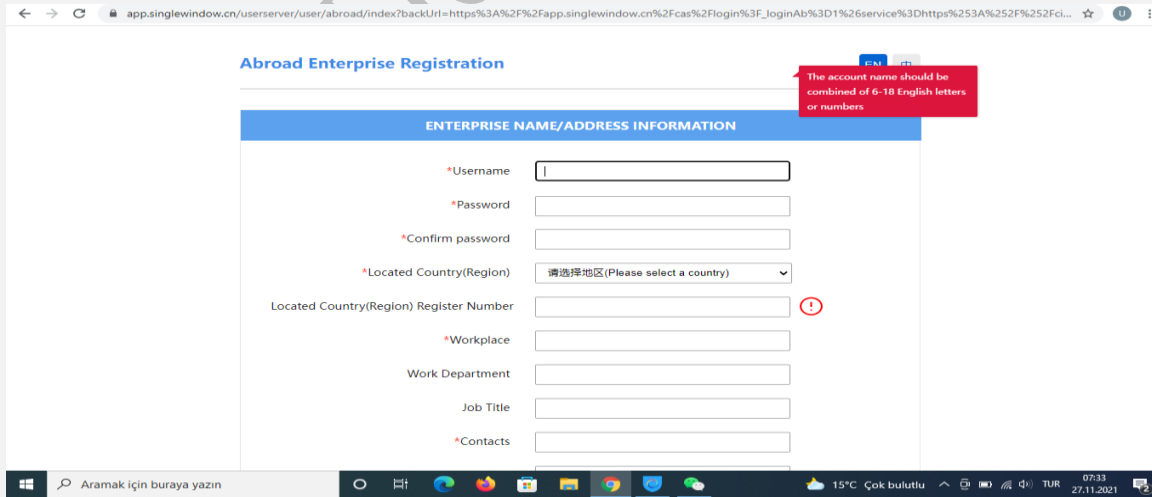 app.singlewindow.cn/userserver/user/abroad/index?backUrl=https%3A%2F%2Fapp.singlewindow.cn%2Fcas%2Flogin%3F_loginAb%3D1%26service%3Dhttps%253A%252F%252Fci...
U
Abroad Enterprise Registration
EN 中
The account name should be
combined of 6-18 English letters
or numbers
ENTERPRISE NAME/ADDRESS INFORMATION
*Username
*Password
*Confirm password
*Located Country(Region) 请选择地区(Please select a country)
Located Country(Region) Register Number !
*Workplace
Work Department
Job Title
*Contacts
Aramak için buraya yazın
15°C Çok bulutlu
TUR
07:33
27.11.2021
2